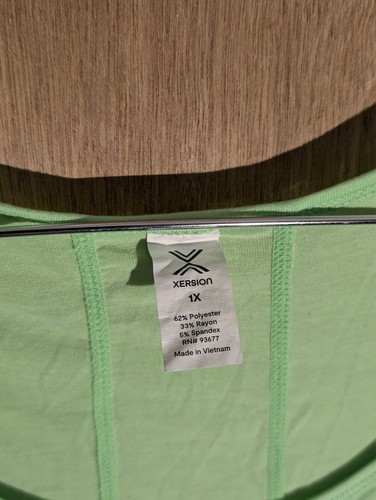 XERSION
1X
62% Polyester
33% Rayon
5% Spandex
RN# 93677
Made in Vietnam